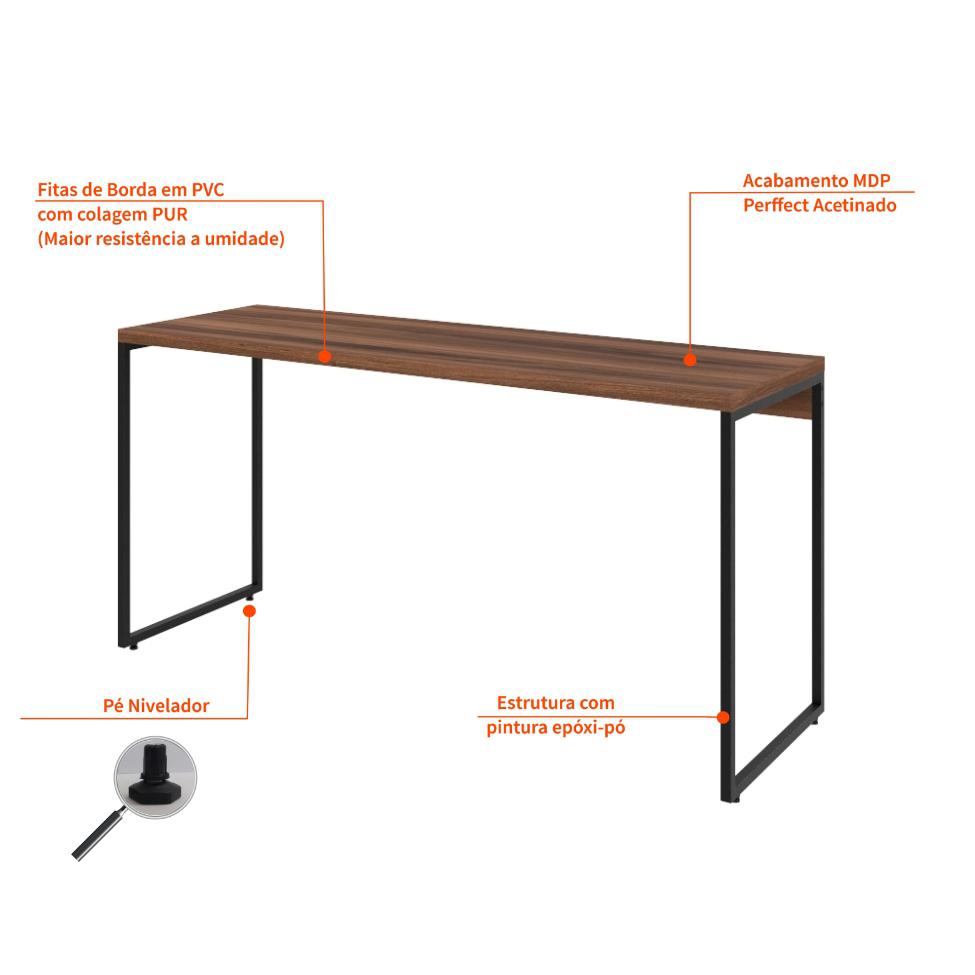 Fitas de Borda em PVC
com colagem PUR
(Maior resistência a umidade)
Acabamento MDP
Perffect Acetinado
Pé Nivelador
Estrutura com
pintura epóxi-pó